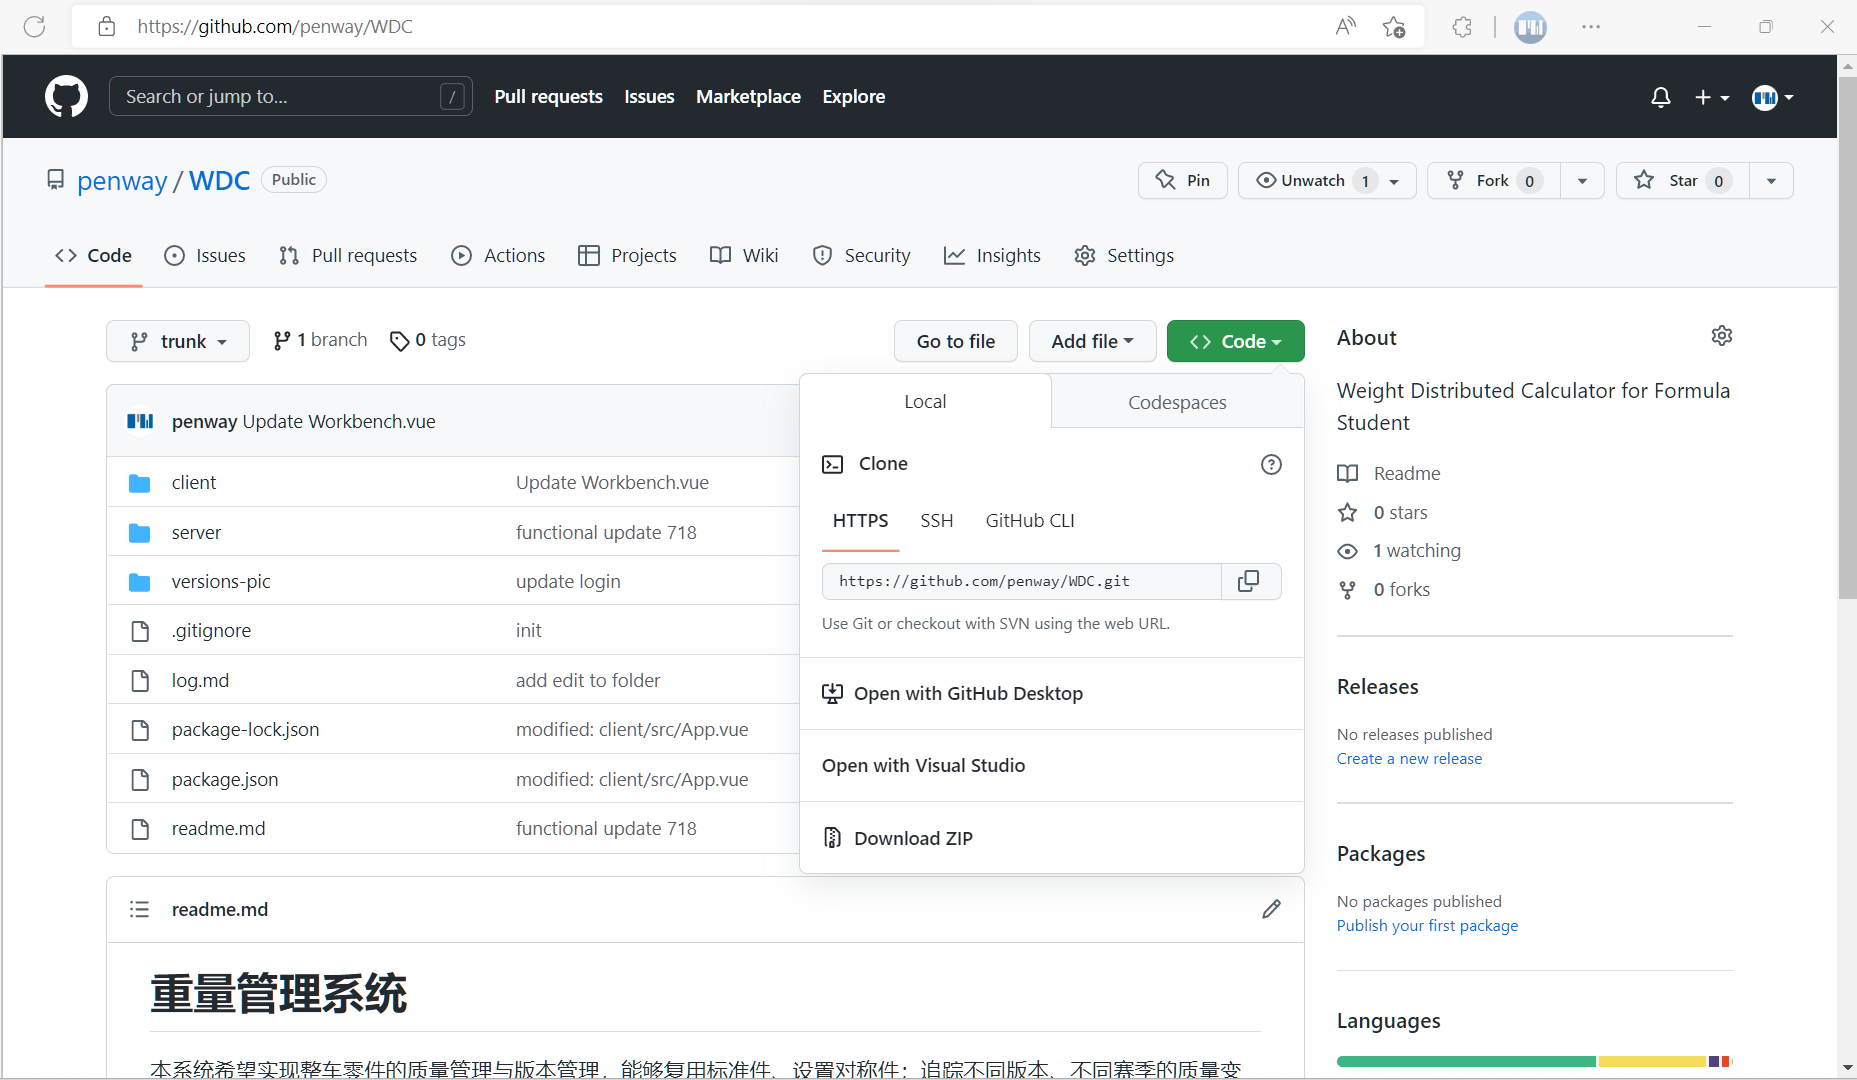 https://github.com/penway/WDC
Search or jump to...
/
Pull requests
Issues
Marketplace
Explore
penway / WDC
Public
Pin
Unwatch 1
Fork 0
Star 0
Code
Issues
Pull requests
Actions
Projects
Wiki
Security
Insights
Settings
trunk
1 branch
0 tags
Go to file
Add file
Code
penway Update Workbench.vue
client
Update Workbench.vue
server
functional update 718
versions-pic
update login
.gitignore
init
log.md
add edit to folder
package-lock.json
modified: client/src/App.vue
package.json
modified: client/src/App.vue
readme.md
functional update 718
Local
Codespaces
Clone
HTTPS
SSH
GitHub CLI
https://github.com/penway/WDC.git
Use Git or checkout with SVN using the web URL.
Open with GitHub Desktop
Open with Visual Studio
Download ZIP
readme.md
重量管理系统
本系统希望实现整车零件的质量管理与版本管理，能够复用标准件、设置对称件；追踪不同版本、不同赛季的质量变
About
Weight Distributed Calculator for Formula
Student
Readme
0 stars
1 watching
0 forks
Releases
No releases published
Create a new release
Packages
No packages published
Publish your first package
Languages